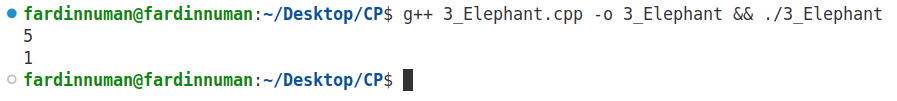 fardinnuman@fardinnuman:~/Desktop/CP$ g++ 3_Elephant.cpp -o 3_Elephant && ./3_Elephant
5
1
fardinnuman@fardinnuman:~/Desktop/CP$